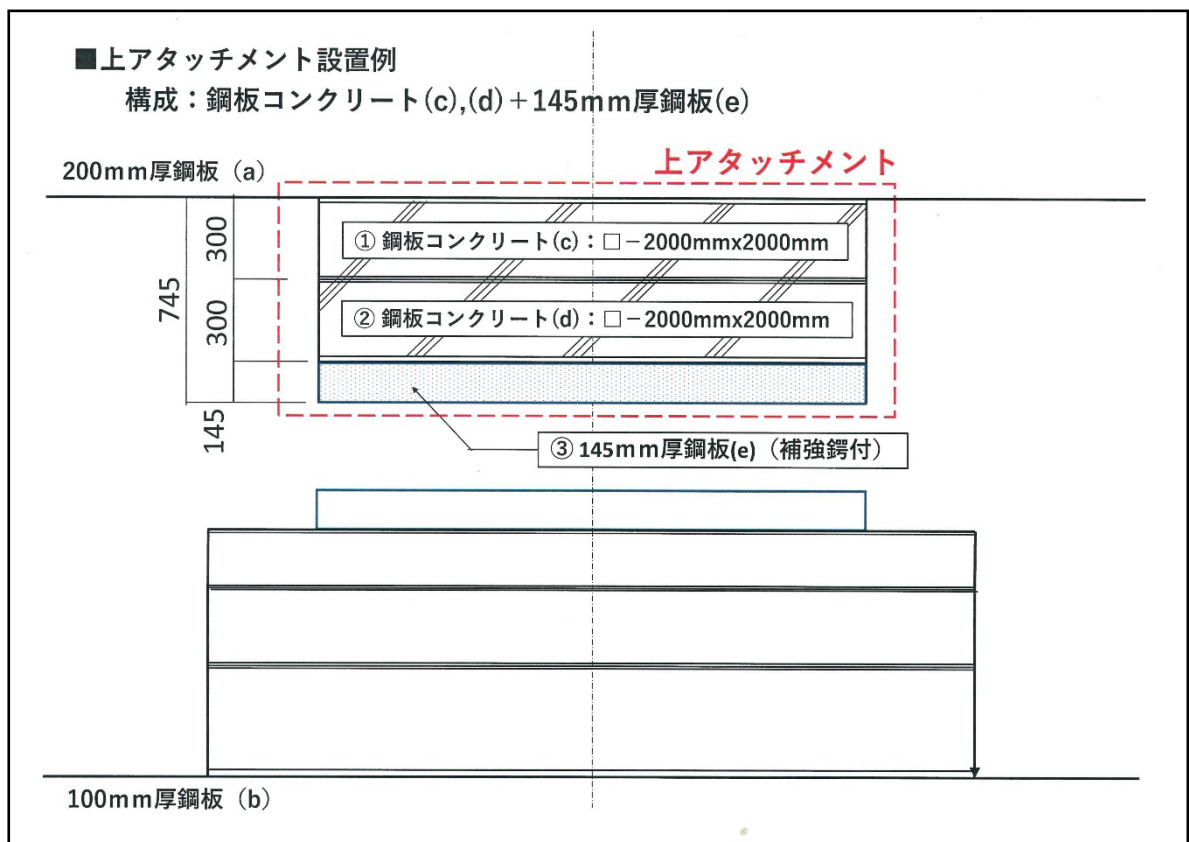 ■上アタッチメント設置例
構成：鋼板コンクリート(c),(d)＋145mm厚鋼板(e)
上アタッチメント
200mm厚鋼板（a）
300
① 鋼板コンクリート(c)：□－2000mmx2000mm
745
300
② 鋼板コンクリート(d)：□－2000mmx2000mm
145
③ 145mm厚鋼板(e)（補強鍔付）
100mm厚鋼板（b）